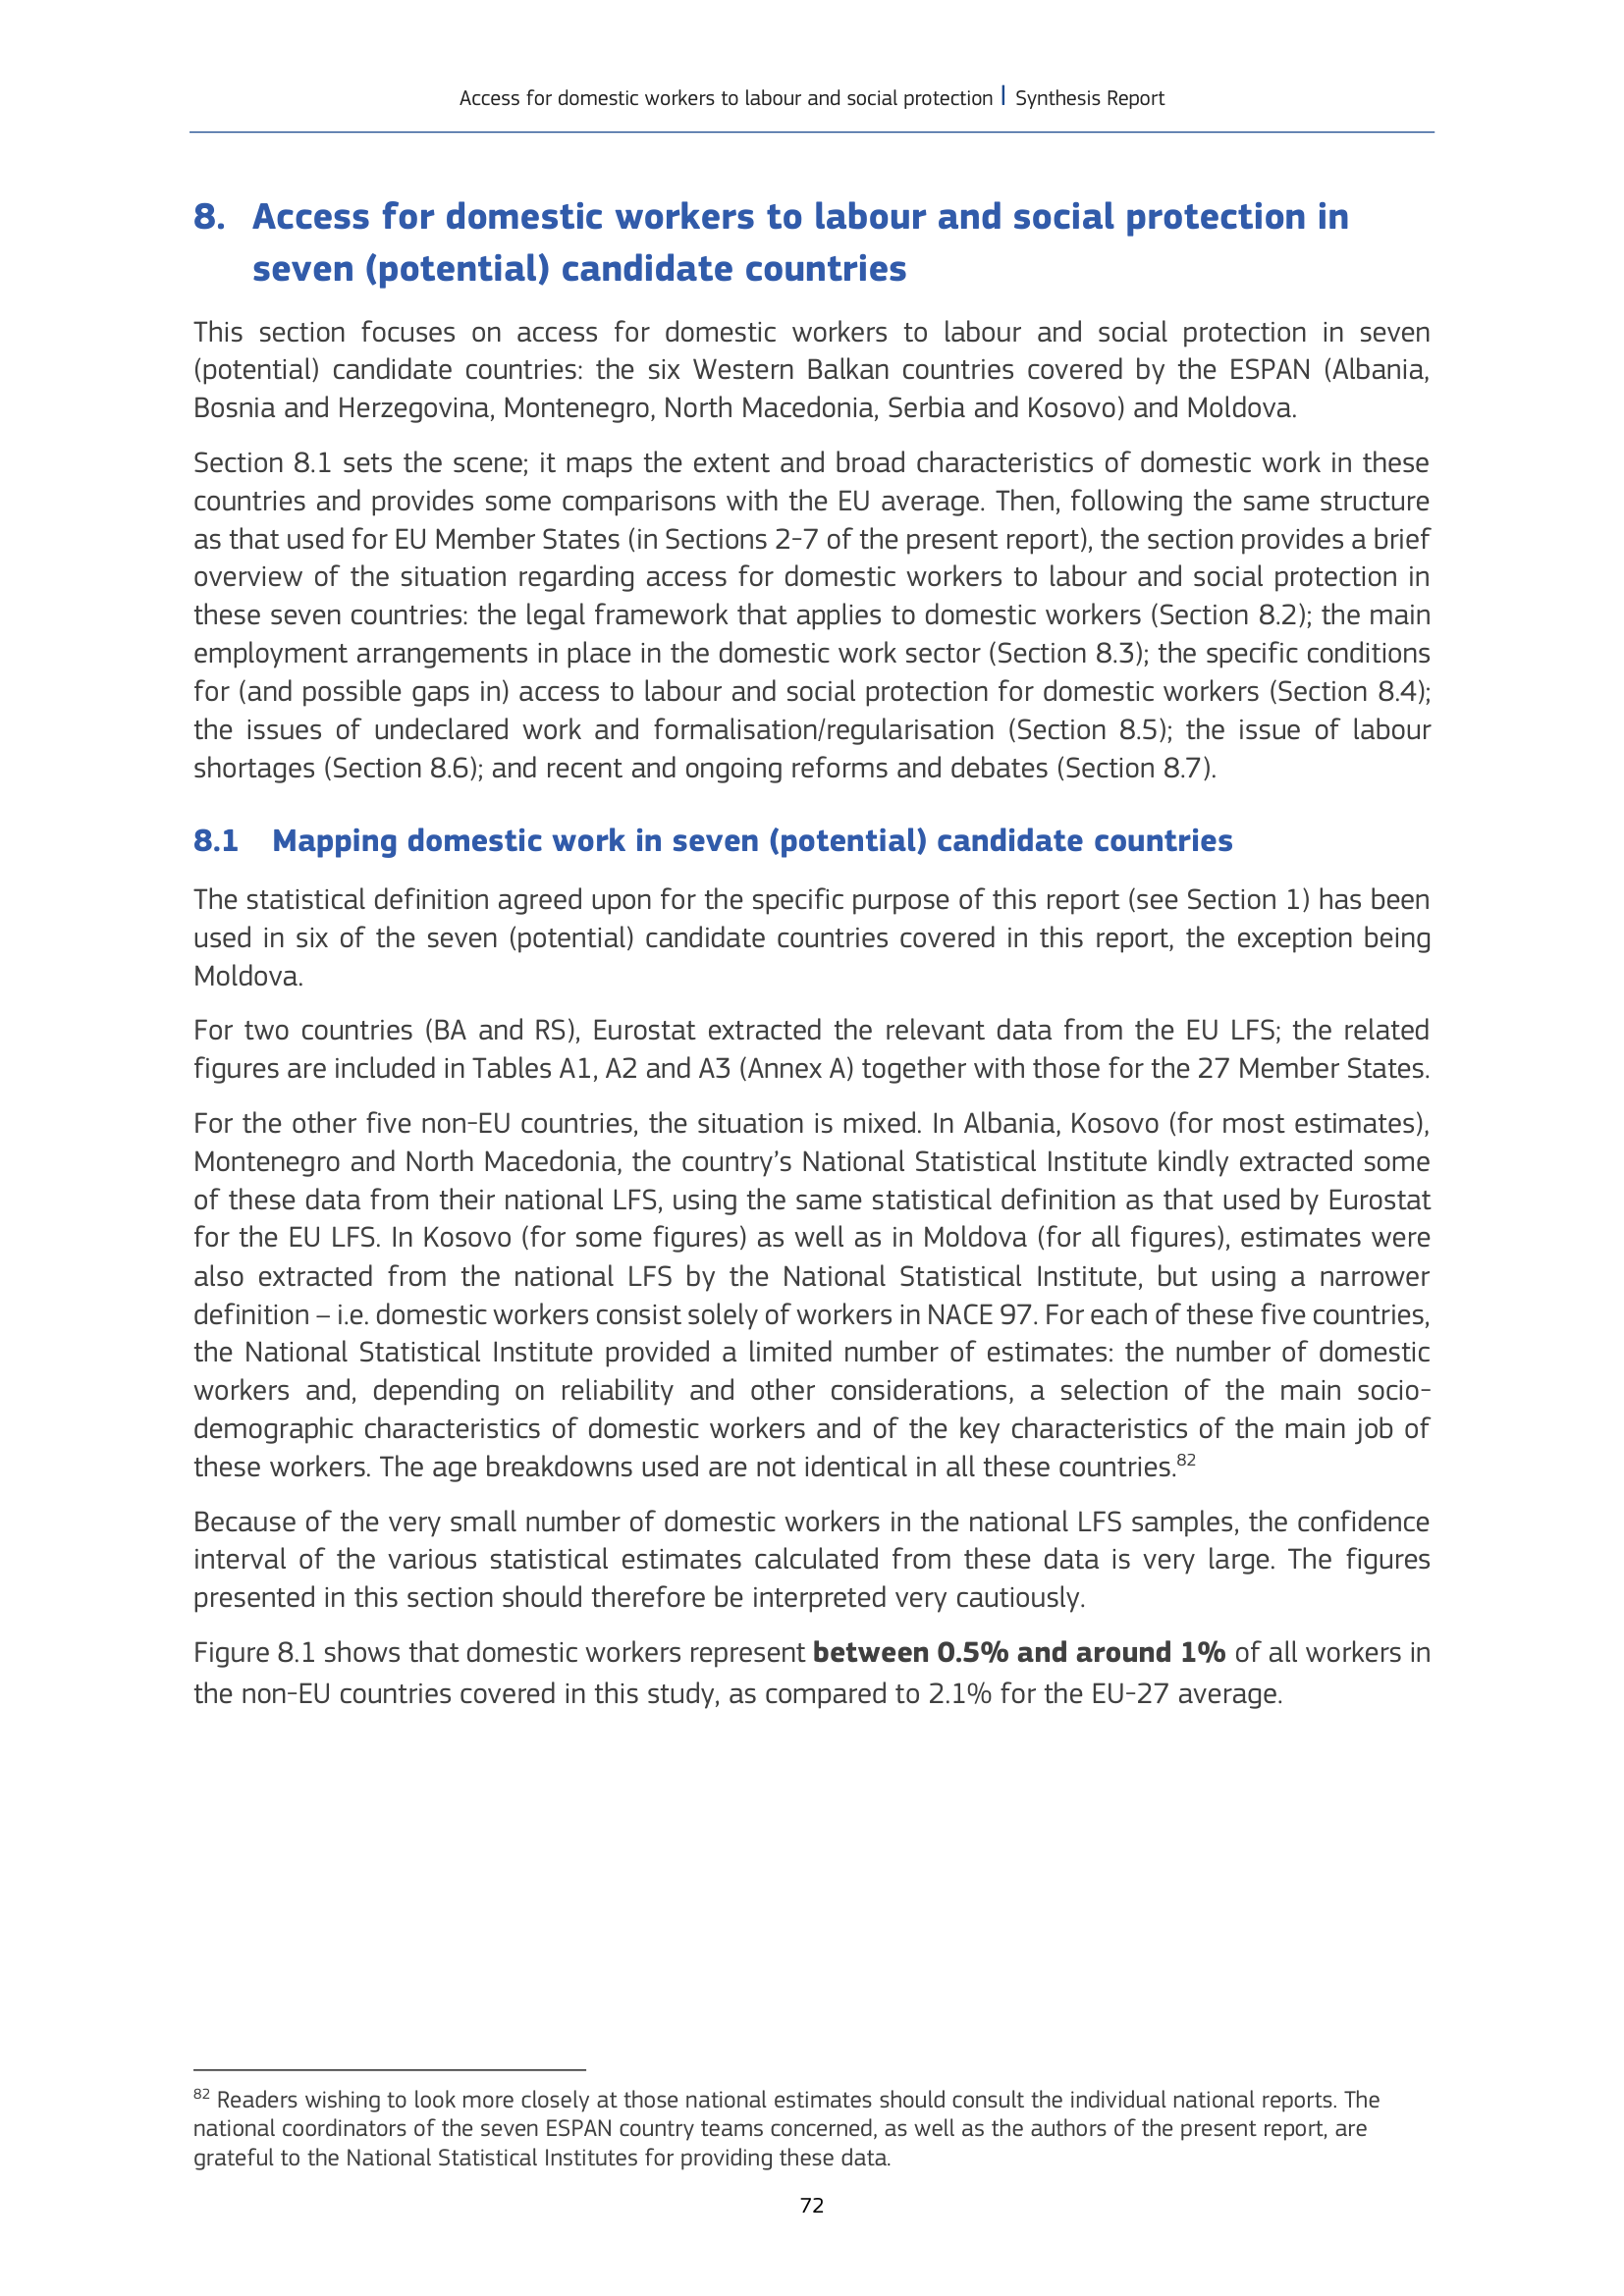 Access for domestic workers to labour and social protection | Synthesis Report
8. Access for domestic workers to labour and social protection in
seven (potential) candidate countries
This section focuses on access for domestic workers to labour and social protection in seven
(potential) candidate countries: the six Western Balkan countries covered by the ESPAN (Albania,
Bosnia and Herzegovina, Montenegro, North Macedonia, Serbia and Kosovo) and Moldova.
Section 8.1 sets the scene; it maps the extent and broad characteristics of domestic work in these
countries and provides some comparisons with the EU average. Then, following the same structure
as that used for EU Member States (in Sections 2-7 of the present report), the section provides a brief
overview of the situation regarding access for domestic workers to labour and social protection in
these seven countries: the legal framework that applies to domestic workers (Section 8.2); the main
employment arrangements in place in the domestic work sector (Section 8.3); the specific conditions
for (and possible gaps in) access to labour and social protection for domestic workers (Section 8.4);
the issues of undeclared work and formalisation/regularisation (Section 8.5); the issue of labour
shortages (Section 8.6); and recent and ongoing reforms and debates (Section 8.7).
8.1 Mapping domestic work in seven (potential) candidate countries
The statistical definition agreed upon for the specific purpose of this report (see Section 1) has been
used in six of the seven (potential) candidate countries covered in this report, the exception being
Moldova.
For two countries (BA and RS), Eurostat extracted the relevant data from the EU LFS; the related
figures are included in Tables A1, A2 and A3 (Annex A) together with those for the 27 Member States.
For the other five non-EU countries, the situation is mixed. In Albania, Kosovo (for most estimates),
Montenegro and North Macedonia, the country's National Statistical Institute kindly extracted some
of these data from their national LFS, using the same statistical definition as that used by Eurostat
for the EU LFS. In Kosovo (for some figures) as well as in Moldova (for all figures), estimates were
also extracted from the national LFS by the National Statistical Institute, but using a narrower
definition – i.e. domestic workers consist solely of workers in NACE 97. For each of these five countries,
the National Statistical Institute provided a limited number of estimates: the number of domestic
workers and, depending on reliability and other considerations, a selection of the main socio-
demographic characteristics of domestic workers and of the key characteristics of the main job of
these workers. The age breakdowns used are not identical in all these countries.82
Because of the very small number of domestic workers in the national LFS samples, the confidence
interval of the various statistical estimates calculated from these data is very large. The figures
presented in this section should therefore be interpreted very cautiously.
Figure 8.1 shows that domestic workers represent between 0.5% and around 1% of all workers in
the non-EU countries covered in this study, as compared to 2.1% for the EU-27 average.
82 Readers wishing to look more closely at those national estimates should consult the individual national reports. The
national coordinators of the seven ESPAN country teams concerned, as well as the authors of the present report, are
grateful to the National Statistical Institutes for providing these data.
72